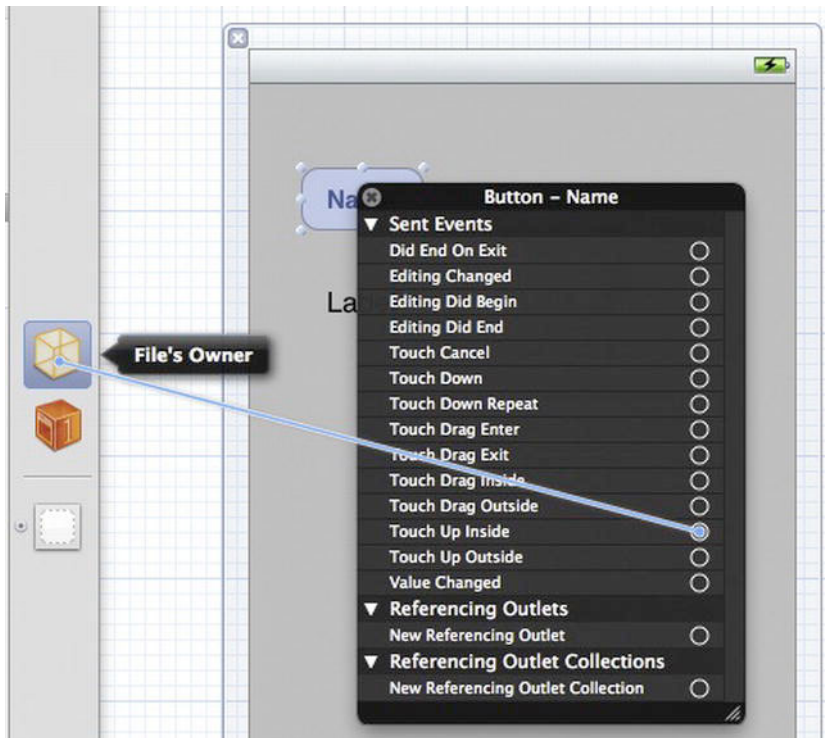 Na
Button – Name
Sent Events
Did End On Exit
Editing Changed
La
Editing Did Begin
Editing Did End
File's Owner
Touch Cancel
Touch Down
Touch Down Repeat
Touch Drag Enter
Touch Drag Exit
Touch Drag Inside
Touch Drag Outside
Touch Up Inside
Touch Up Outside
Value Changed
Referencing Outlets
New Referencing Outlet
Referencing Outlet Collections
New Referencing Outlet Collection